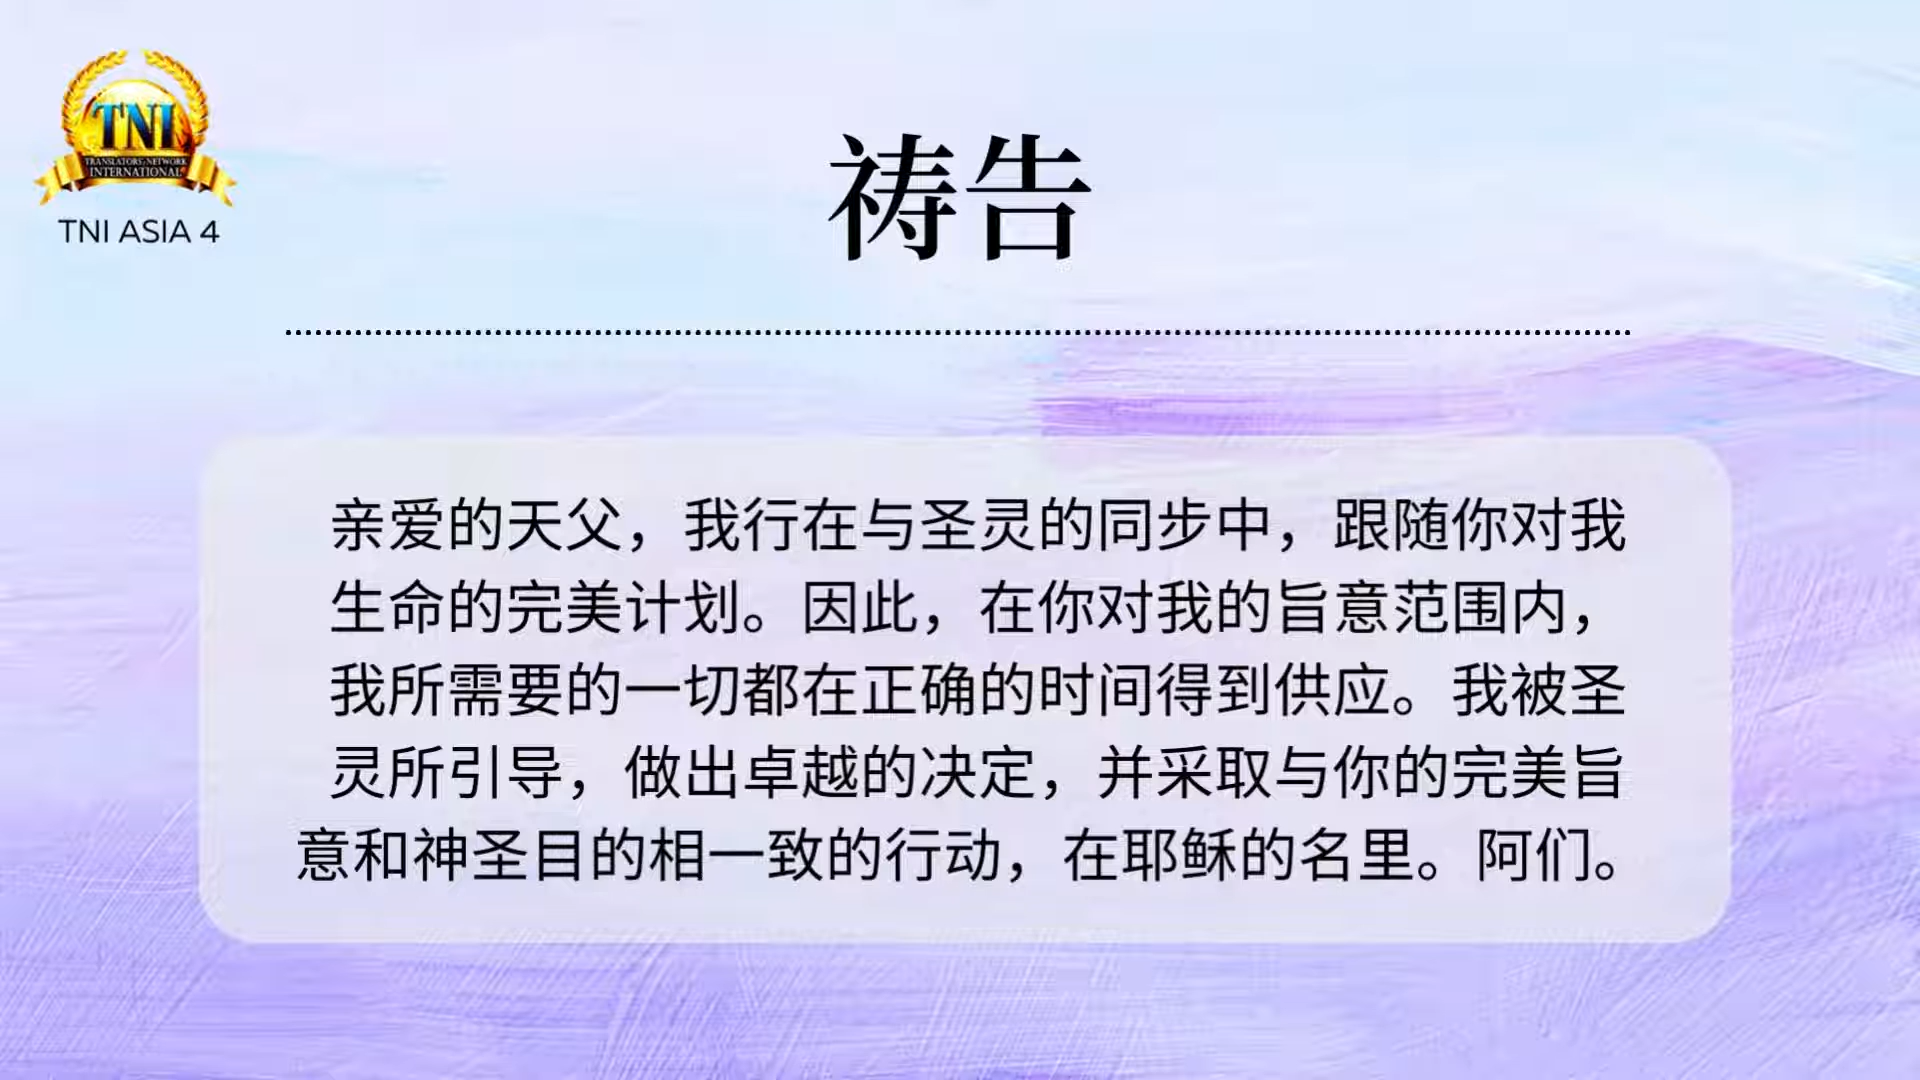 TNI
TRANSLATORS NETWORK
INTERNATIONAL
TNI ASIA 4
祷告
亲爱的天父，我行在与圣灵的同步中，跟随你对我
生命的完美计划。因此，在你对我的旨意范围内，
我所需要的一切都在正确的时间得到供应。我被圣
灵所引导，做出卓越的决定，并采取与你的完美旨
意和神圣目的相一致的行动，在耶稣的名里。阿们。